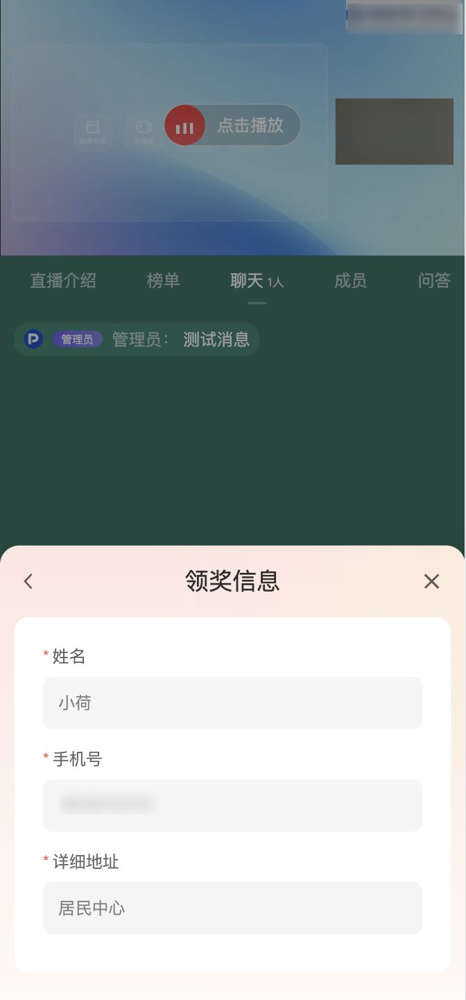 点击播放
直播介绍
榜单
聊天 1人
成员
问答
管理员 管理员： 测试消息
领奖信息
* 姓名
小荷
* 手机号
* 详细地址
居民中心